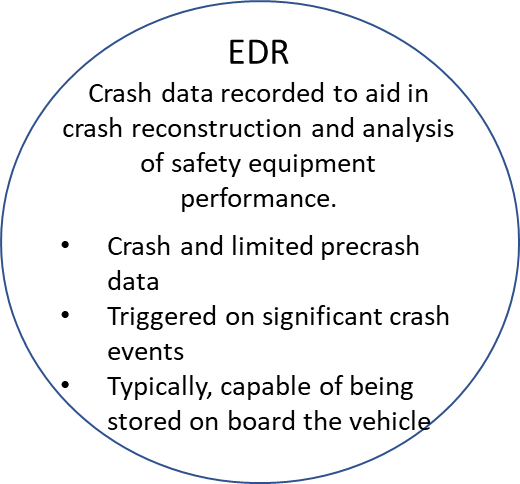 EDR
Crash data recorded to aid in
crash reconstruction and analysis
of safety equipment
performance.
• Crash and limited precrash
data
• Triggered on significant crash
events
• Typically, capable of being
stored on board the vehicle